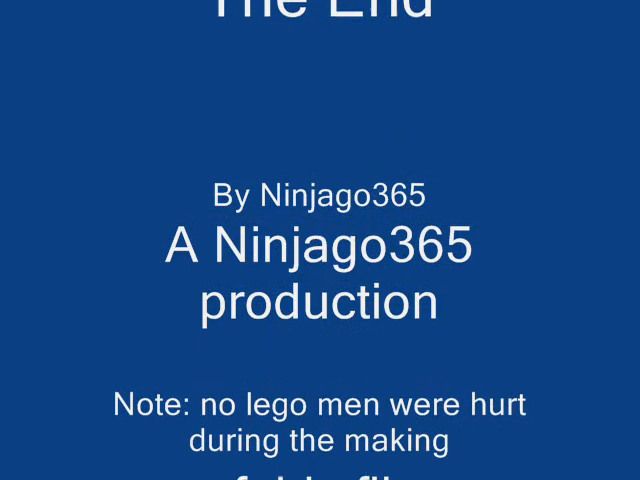 The End
By Ninjago365
A Ninjago365
production
Note: no lego men were hurt
during the making